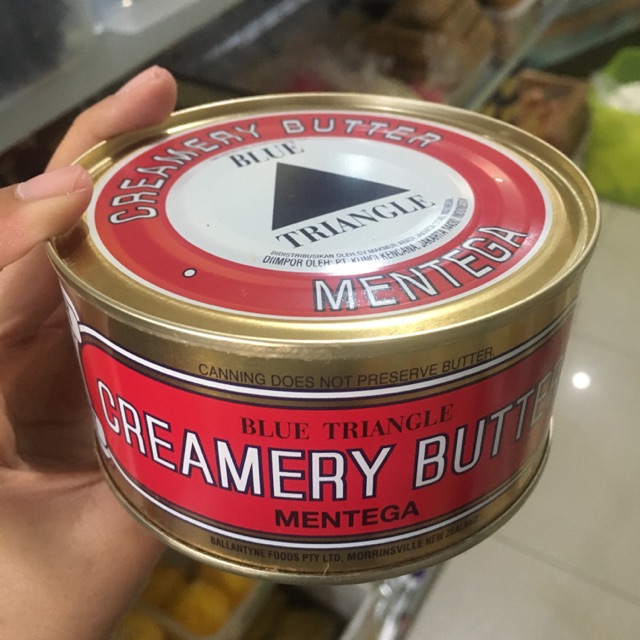 CREAMERY BUTTER
BLUE
TRIANGLE
DIIMPOR OLEH: PT. KENCANA, JAKARTA
MENTEGA
CANNING DOES NOT PRESERVE BUTTER.
BLUE TRIANGLE
CREAMERY BUTTE
MENTEGA
BALLANTYNE FOODS PTY LTD, MORRINSVILLE NEW ZEALAND